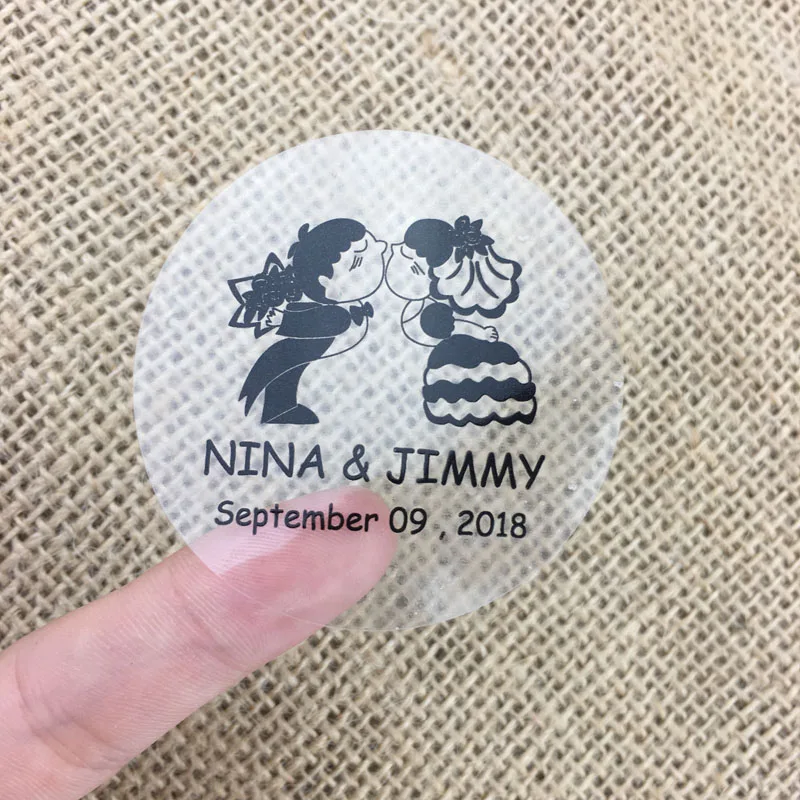 NINA & JIMMY
September 09 , 2018